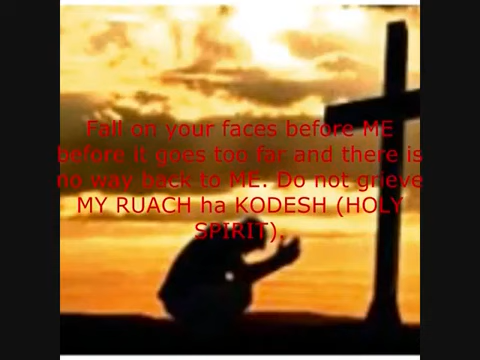 Fall on your faces before ME
before it goes too far and there is
no way back to ME. Do not grieve
MY RUACH ha KODESH (HOLY
SPIRIT).